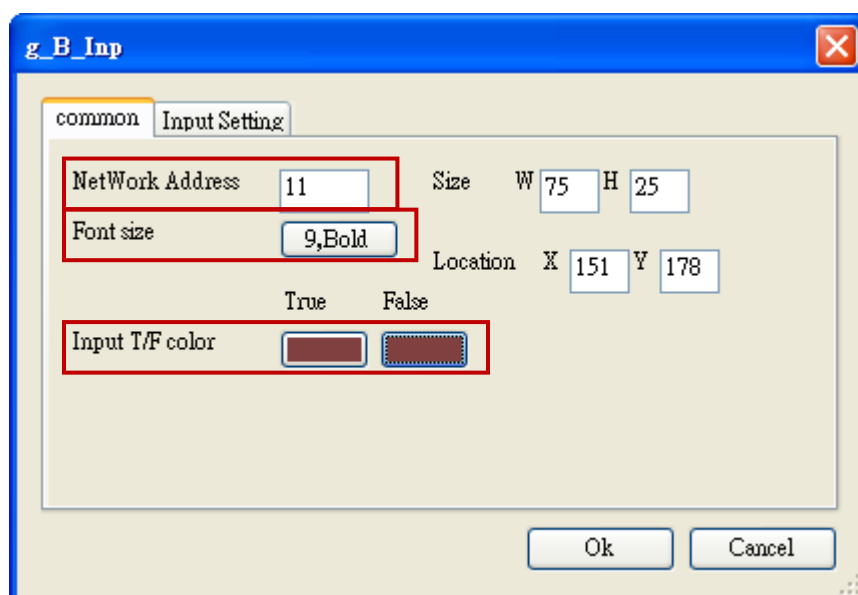 g_B_Inp
common Input Setting
NetWork Address 11 Size W 75 H 25
Font size 9,Bold
Location X 151 Y 178
True False
Input T/F color
Ok Cancel